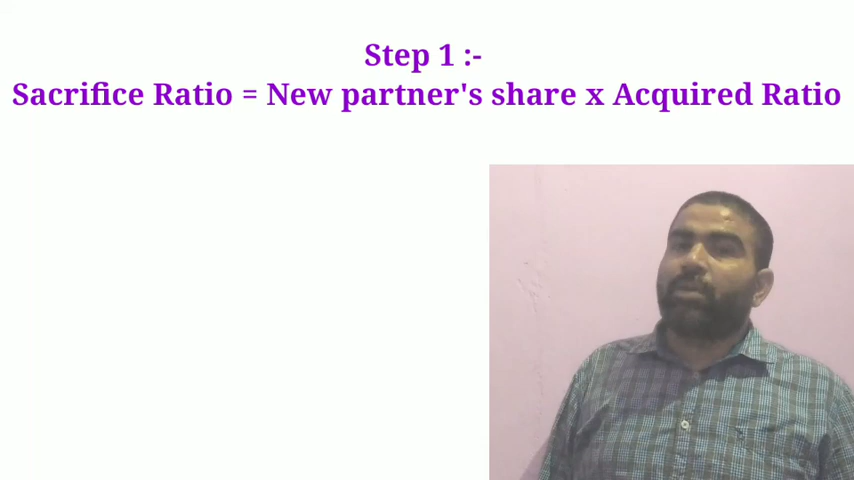 Step 1 :-
Sacrifice Ratio = New partner's share x Acquired Ratio